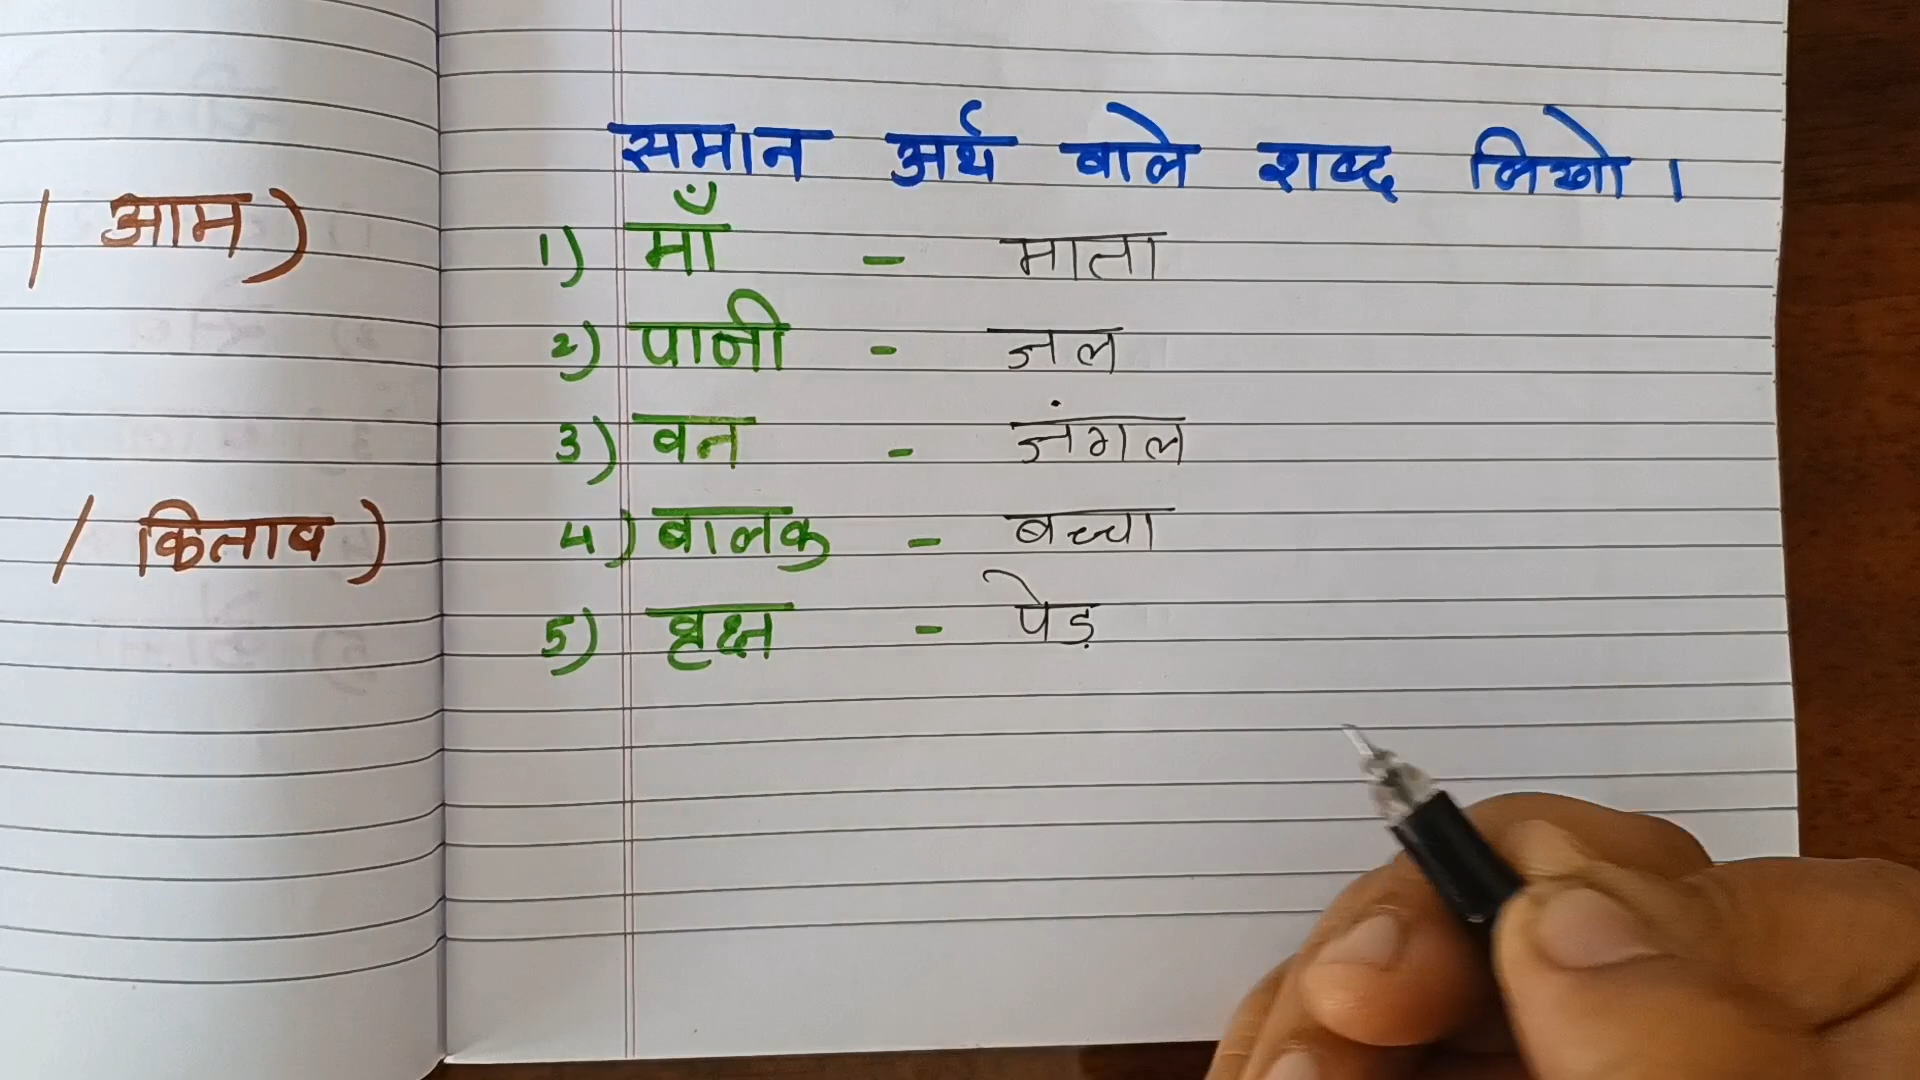 / आम)
/ किताब)
समान अर्थ वाले शब्द लिखो।
1) माँ - माता
2) पानी - जल
3) वन - जंगल
4) बालक - बच्चा
5) वृक्ष - पेड़